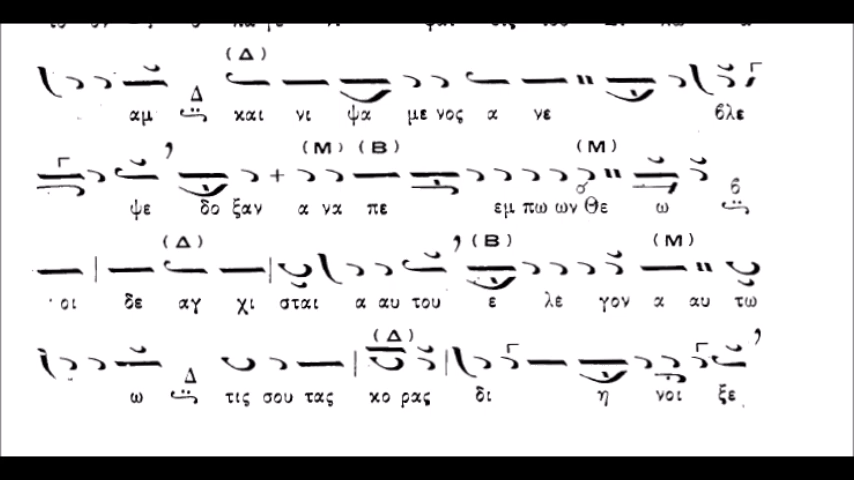 (Δ)
αμ Δ και νι ψα με νος α νε βλε
(Μ) (Β) (Μ)
ψε δο ξαν α να πε εμ πω ων Θε ω β
(Δ) (Β) (Μ)
οι δε αγ χι σται α αυ του ε λε γον α αυ τω
(Δ)
ω Δ τις σου τας κο ρας δι η νοι ξε